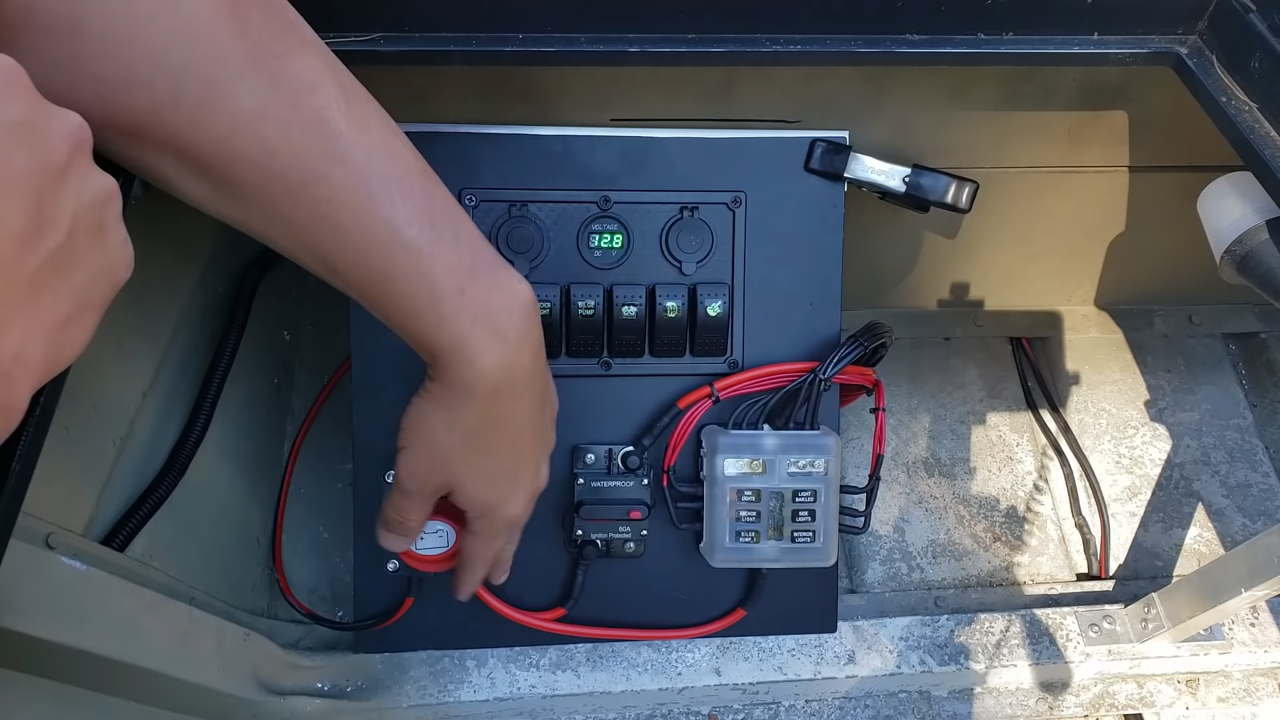 VOLTAGE
12.8
DC V
BILGE
PUMP
WATERPROOF
60A
Ignition Protected
NAV
LIGHTS
LIGHT
BAR LED
ANCHOR
LIGHT
SIDE
LIGHTS
BILGE
PUMP
INTERIOR
LIGHTS